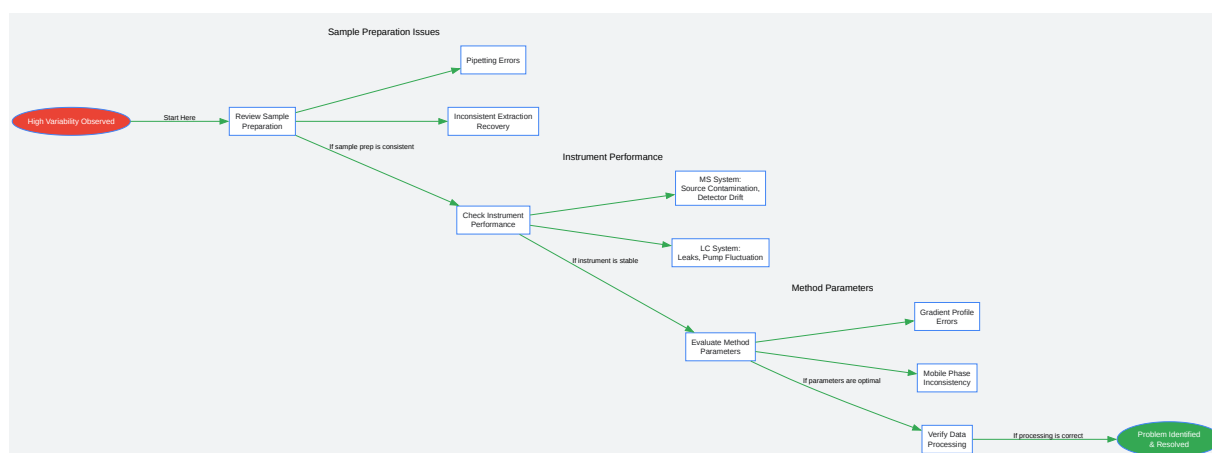 Sample Preparation Issues
Pipetting Errors
High Variability Observed
Start Here
Review Sample
Preparation
Inconsistent Extraction
Recovery
If sample prep is consistent
Instrument Performance
MS System:
Source Contamination,
Detector Drift
Check Instrument
Performance
LC System:
Leaks, Pump Fluctuation
If instrument is stable
Method Parameters
Gradient Profile
Errors
Evaluate Method
Parameters
Mobile Phase
Inconsistency
If parameters are optimal
Verify Data
Processing
If processing is correct
Problem Identified
& Resolved